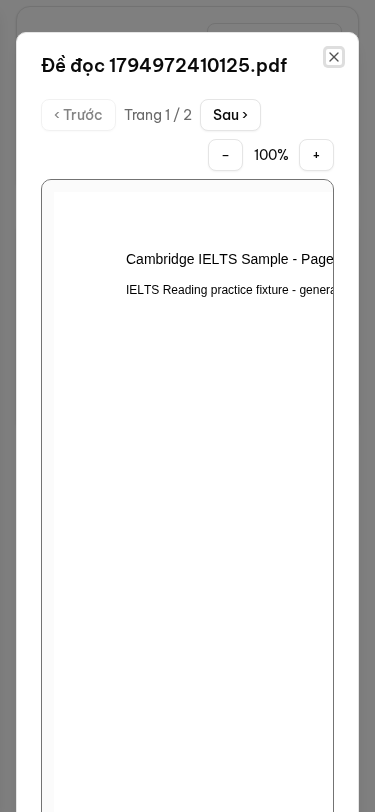 Đề đọc 1794972410125.pdf
‹ Trước Trang 1 / 2 Sau ›
− 100% +
Cambridge IELTS Sample - Page
IELTS Reading practice fixture - genera